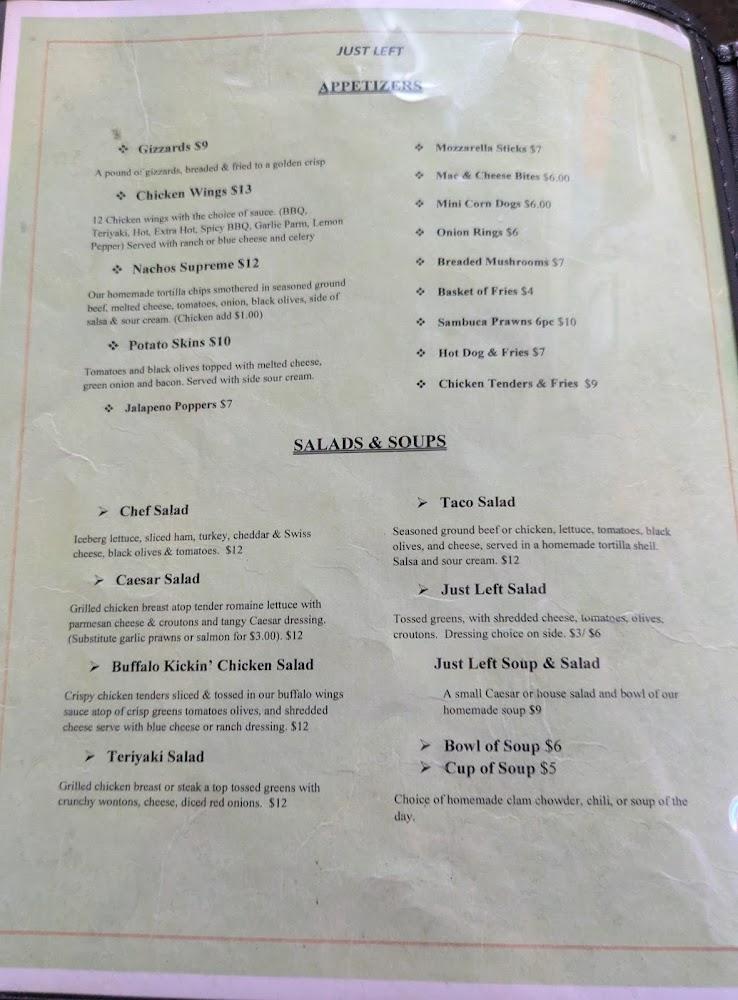 JUST LEFT
APPETIZERS
❖ Gizzards $9
A pound of gizzards, breaded & fried to a golden crisp
❖ Chicken Wings $13
12 Chicken wings with the choice of sauce. (BBQ,
Teriyaki, Hot, Extra Hot, Spicy BBQ, Garlic Parm, Lemon
Pepper) Served with ranch or blue cheese and celery
❖ Nachos Supreme $12
Our homemade tortilla chips smothered in seasoned ground
beef, melted cheese, tomatoes, onion, black olives, side of
salsa & sour cream. (Chicken add $1.00)
❖ Potato Skins $10
Tomatoes and black olives topped with melted cheese,
green onion and bacon. Served with side sour cream.
❖ Jalapeno Poppers $7
❖ Mozzarella Sticks $7
❖ Mac & Cheese Bites $6.00
❖ Mini Corn Dogs $6.00
❖ Onion Rings $6
❖ Breaded Mushrooms $7
❖ Basket of Fries $4
❖ Sambuca Prawns 6pc $10
❖ Hot Dog & Fries $7
❖ Chicken Tenders & Fries $9
SALADS & SOUPS
➢ Chef Salad
Iceberg lettuce, sliced ham, turkey, cheddar & Swiss
cheese, black olives & tomatoes. $12
➢ Caesar Salad
Grilled chicken breast atop tender romaine lettuce with
parmesan cheese & croutons and tangy Caesar dressing.
(Substitute garlic prawns or salmon for $3.00). $12
➢ Buffalo Kickin' Chicken Salad
Crispy chicken tenders sliced & tossed in our buffalo wings
sauce atop of crisp greens tomatoes olives, and shredded
cheese serve with blue cheese or ranch dressing. $12
➢ Teriyaki Salad
Grilled chicken breast or steak a top tossed greens with
crunchy wontons, cheese, diced red onions. $12
➢ Taco Salad
Seasoned ground beef or chicken, lettuce, tomatoes, black
olives, and cheese, served in a homemade tortilla shell.
Salsa and sour cream. $12
➢ Just Left Salad
Tossed greens, with shredded cheese, tomatoes, olives,
croutons. Dressing choice on side. $3/ $6
Just Left Soup & Salad
A small Caesar or house salad and bowl of our
homemade soup $9
➢ Bowl of Soup $6
➢ Cup of Soup $5
Choice of homemade clam chowder, chili, or soup of the
day.